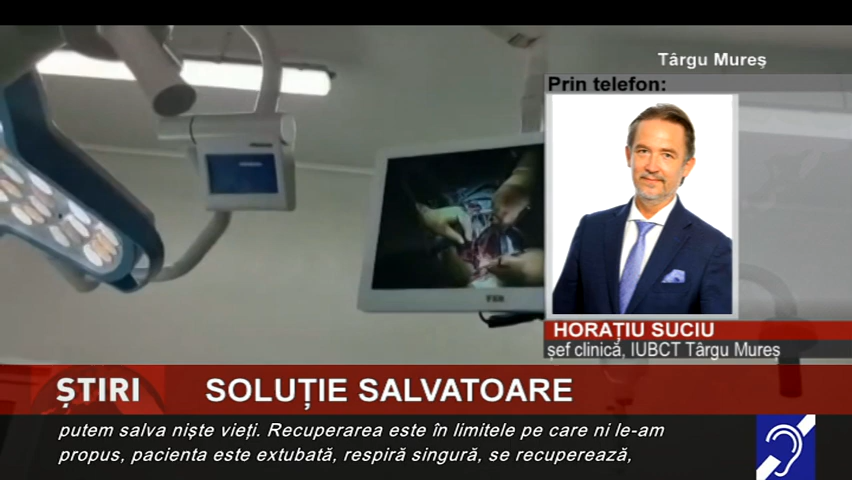 Târgu Mureș
Prin telefon:
HORAȚIU SUCIU
șef clinică, IUBCT Târgu Mureș
ȘTIRI
SOLUȚIE SALVATOARE
putem salva niște vieți. Recuperarea este în limitele pe care ni le-am
propus, pacienta este extubată, respiră singură, se recuperează,